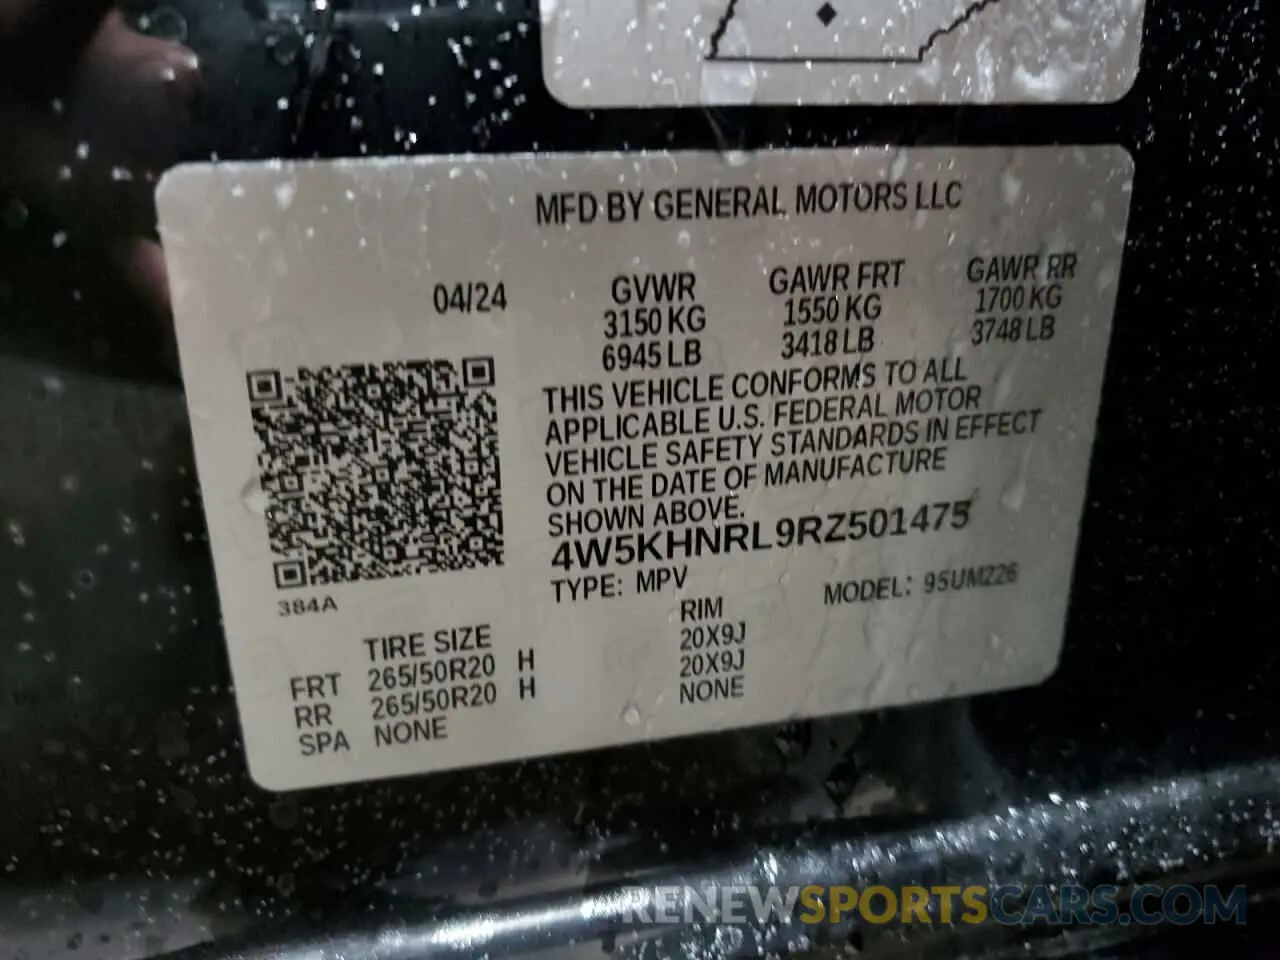 MFD BY GENERAL MOTORS LLC
04/24 GVWR GAWR FRT GAWR RR
3150 KG 1550 KG 1700 KG
6945 LB 3418 LB 3748 LB
THIS VEHICLE CONFORMS TO ALL
APPLICABLE U.S. FEDERAL MOTOR
VEHICLE SAFETY STANDARDS IN EFFECT
ON THE DATE OF MANUFACTURE
SHOWN ABOVE.
4W5KHNRL9RZ501475
TYPE: MPV MODEL: 95UM226
384A
TIRE SIZE RIM
FRT 265/50R20 H 20X9J
RR 265/50R20 H 20X9J
SPA NONE NONE
RENEWSPORTSCARS.COM